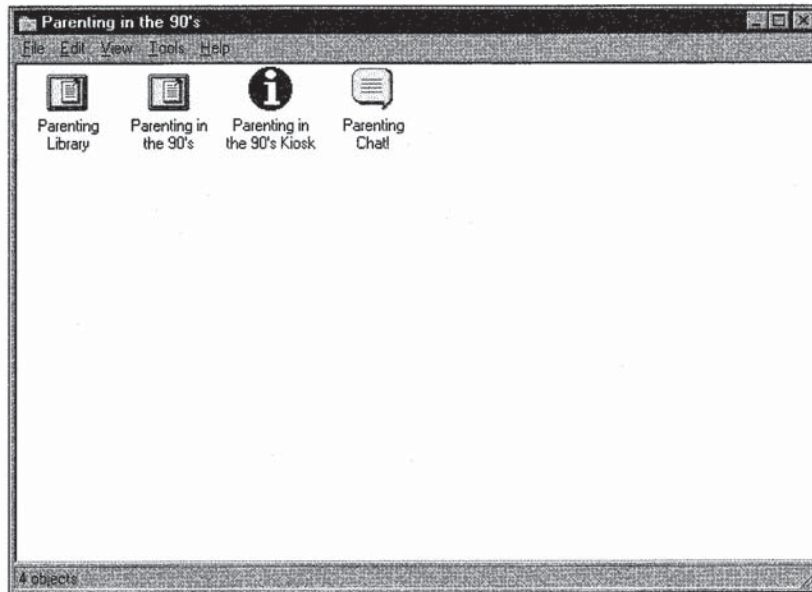 Parenting in the 90's
File Edit View Tools Help
Parenting Library
Parenting in the 90's
Parenting in the 90's Kiosk
Parenting Chat!
4 objects